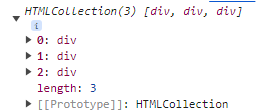 ▼ HTMLCollection(3) [div, div, div]
i
▶ 0: div
▶ 1: div
▶ 2: div
length: 3
▶ [[Prototype]]: HTMLCollection